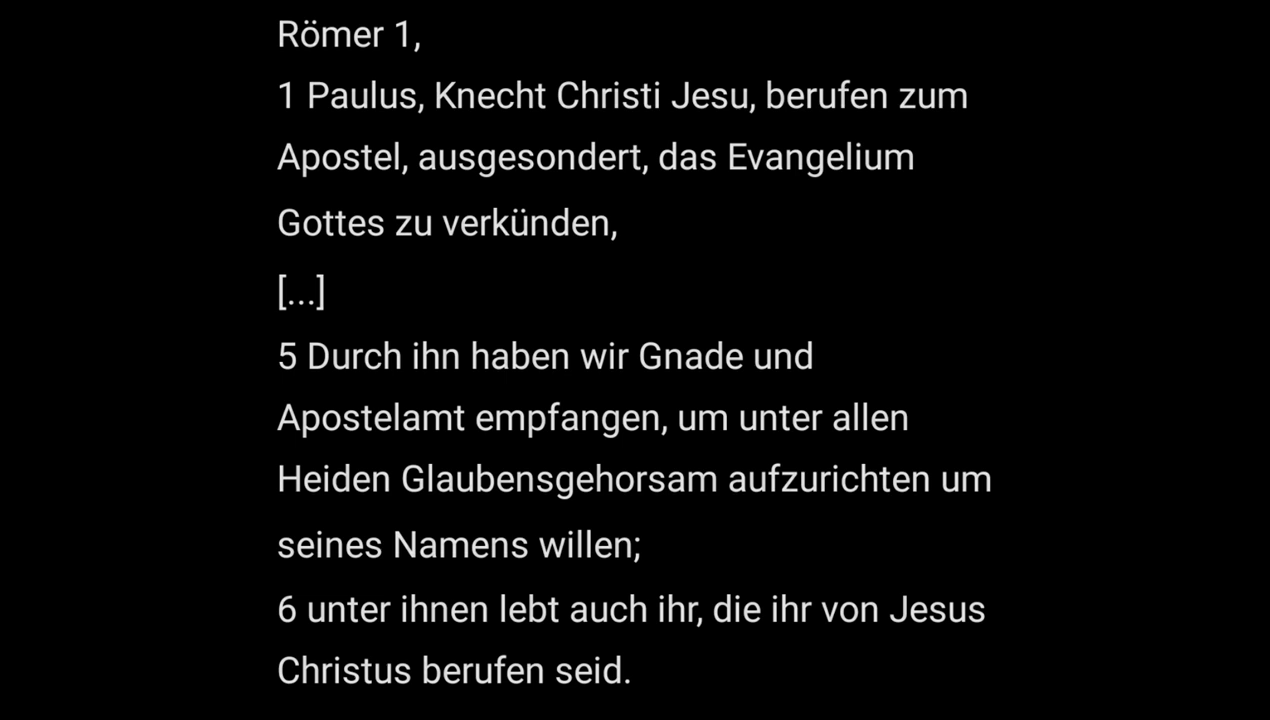 Römer 1,
1 Paulus, Knecht Christi Jesu, berufen zum
Apostel, ausgesondert, das Evangelium
Gottes zu verkünden,
[...]
5 Durch ihn haben wir Gnade und
Apostelamt empfangen, um unter allen
Heiden Glaubensgehorsam aufzurichten um
seines Namens willen;
6 unter ihnen lebt auch ihr, die ihr von Jesus
Christus berufen seid.